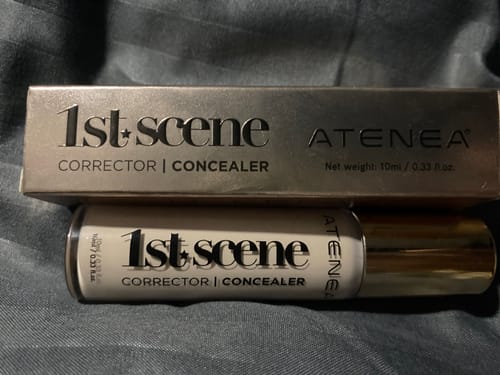 1st★scene
CORRECTOR | CONCEALER
ATENEA®
Net weight: 10ml / 0.33 fl.oz.
1st★scene
CORRECTOR | CONCEALER
10ml / 0.33 fl.oz.
ATENEA